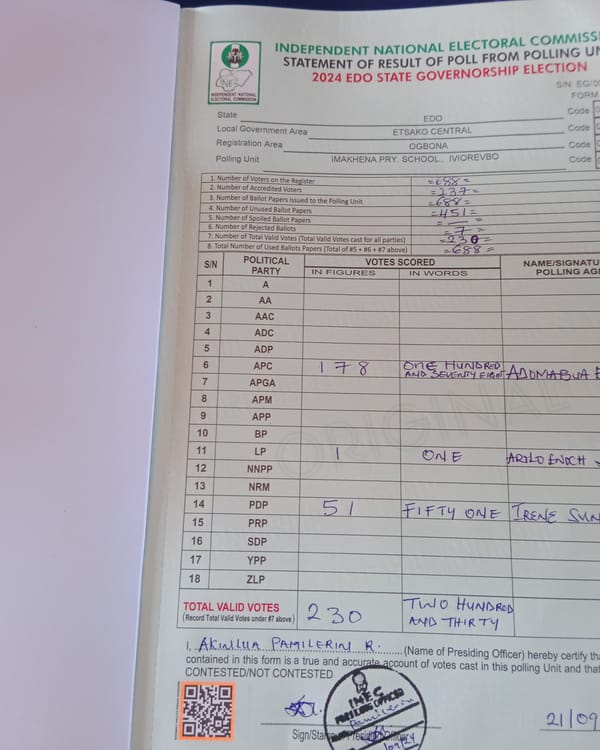 INDEPENDENT NATIONAL ELECTORAL COMMISS
STATEMENT OF RESULT OF POLL FROM POLLING UN
2024 EDO STATE GOVERNORSHIP ELECTION
INEC
INDEPENDENT NATIONAL
ELECTORAL COMMISSION
S/N EG/
FORM
State EDO Code
Local Government Area ETSAKO CENTRAL Code
Registration Area OGBONA Code
Polling Unit IMAKHENA PRY. SCHOOL., IVIOREVBO Code
1. Number of Voters on the Register =688=
2. Number of Accredited Voters =237=
3. Number of Ballot Papers Issued to the Polling Unit =688=
4. Number of Unused Ballot Papers =451=
5. Number of Spoiled Ballot Papers
6. Number of Rejected Ballots =7=
7. Number of Total Valid Votes (Total Valid Votes cast for all parties) =230=
8. Total Number of Used Ballots Papers (Total of #5 + #6 + #7 above) =688=
S/N POLITICAL PARTY VOTES SCORED NAME/SIGNATU
IN FIGURES IN WORDS POLLING AG
1 A
2 AA
3 AAC
4 ADC
5 ADP
6 APC 178 ONE HUNDRED AND SEVENTY EIGHT
7 APGA
8 APM
9 APP
10 BP
11 LP 1 ONE ENOCH
12 NNPP
13 NRM
14 PDP 51 FIFTY ONE IRENE SUN
15 PRP
16 SDP
17 YPP
18 ZLP
ORIGINAL
TOTAL VALID VOTES 230 TWO HUNDRED
(Record Total Valid Votes under #7 above) AND THIRTY
I, PAMILERIN R. (Name of Presiding Officer) hereby certify tha
contained in this form is a true and accurate account of votes cast in this polling Unit and that
CONTESTED/NOT CONTESTED
INEC
PRESIDING OFFICER
Pamilerin
Sign/Stamp
21/09